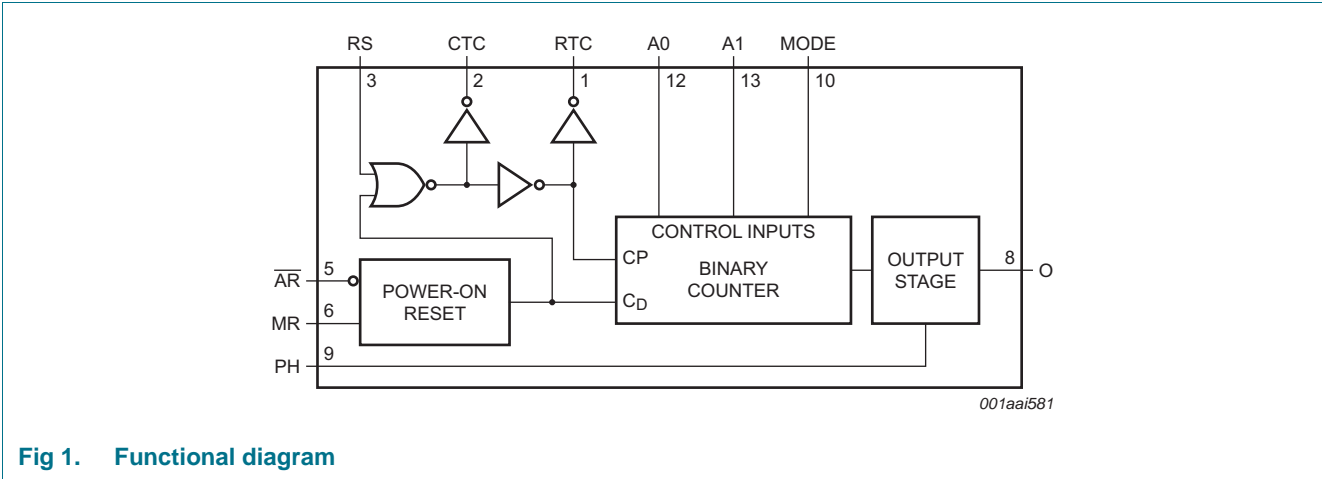 RS CTC RTC A0 A1 MODE
3 2 1 12 13 10
CONTROL INPUTS
CP
BINARY
COUNTER
CD
OUTPUT
STAGE
8 O
AR 5
POWER-ON
RESET
MR 6
PH 9
001aai581
Fig 1. Functional diagram